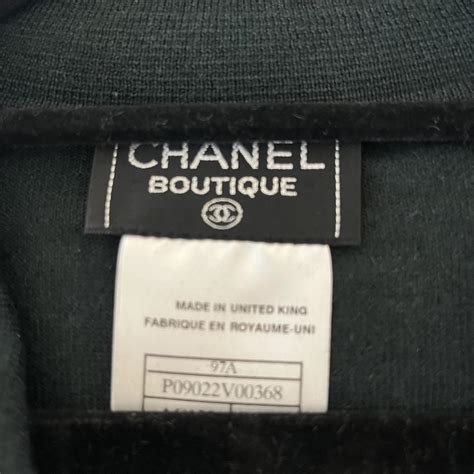 CHANEL
BOUTIQUE
MADE IN UNITED KING
FABRIQUE EN ROYAUME-UNI
97A
P09022V00368